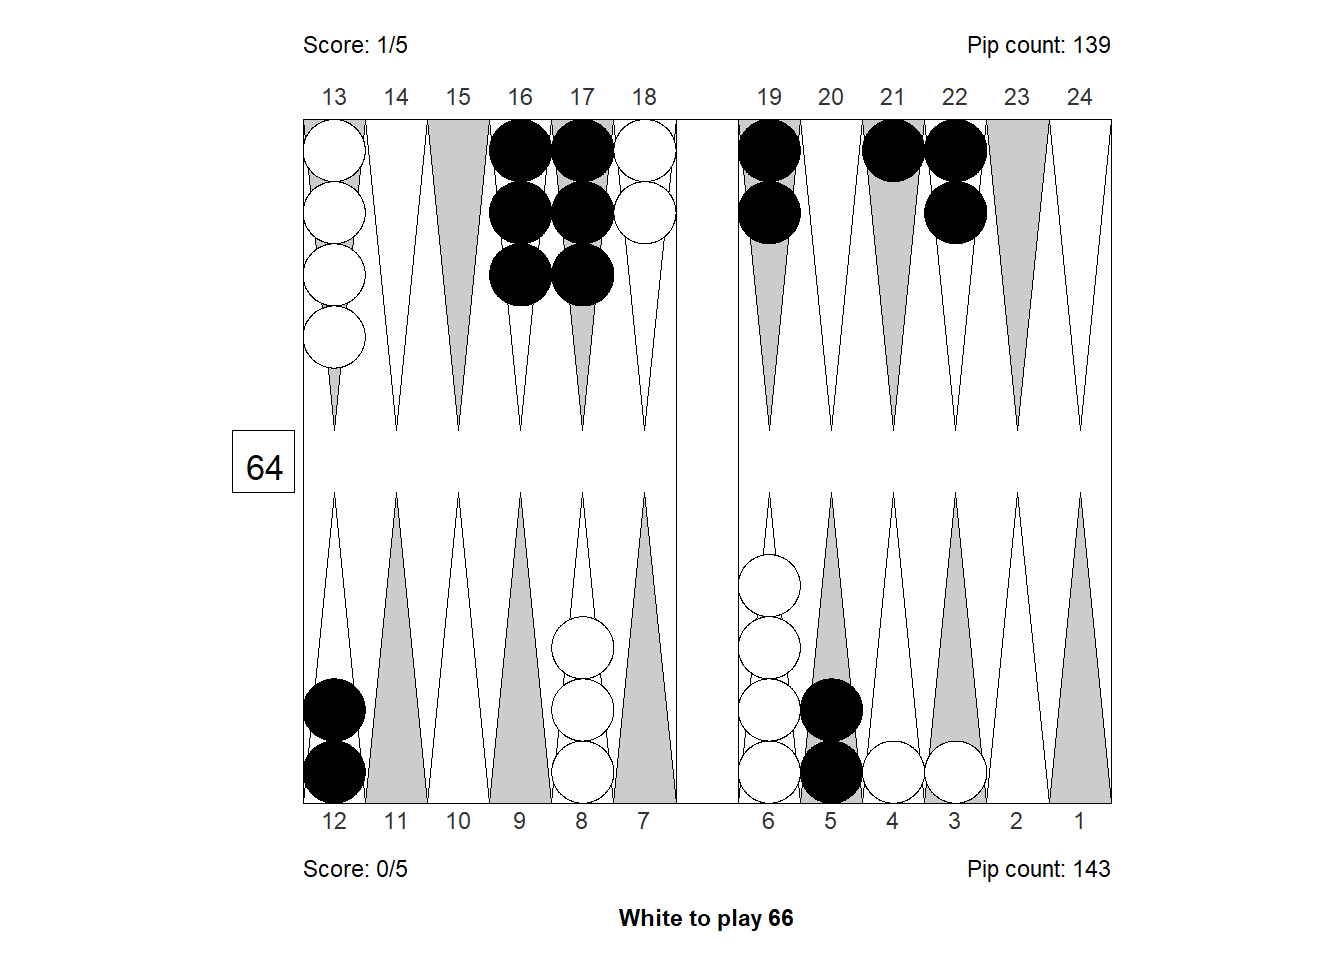 Score: 1/5 Pip count: 139
13 14 15 16 17 18 19 20 21 22 23 24
64
12 11 10 9 8 7 6 5 4 3 2 1
Score: 0/5 Pip count: 143
White to play 66